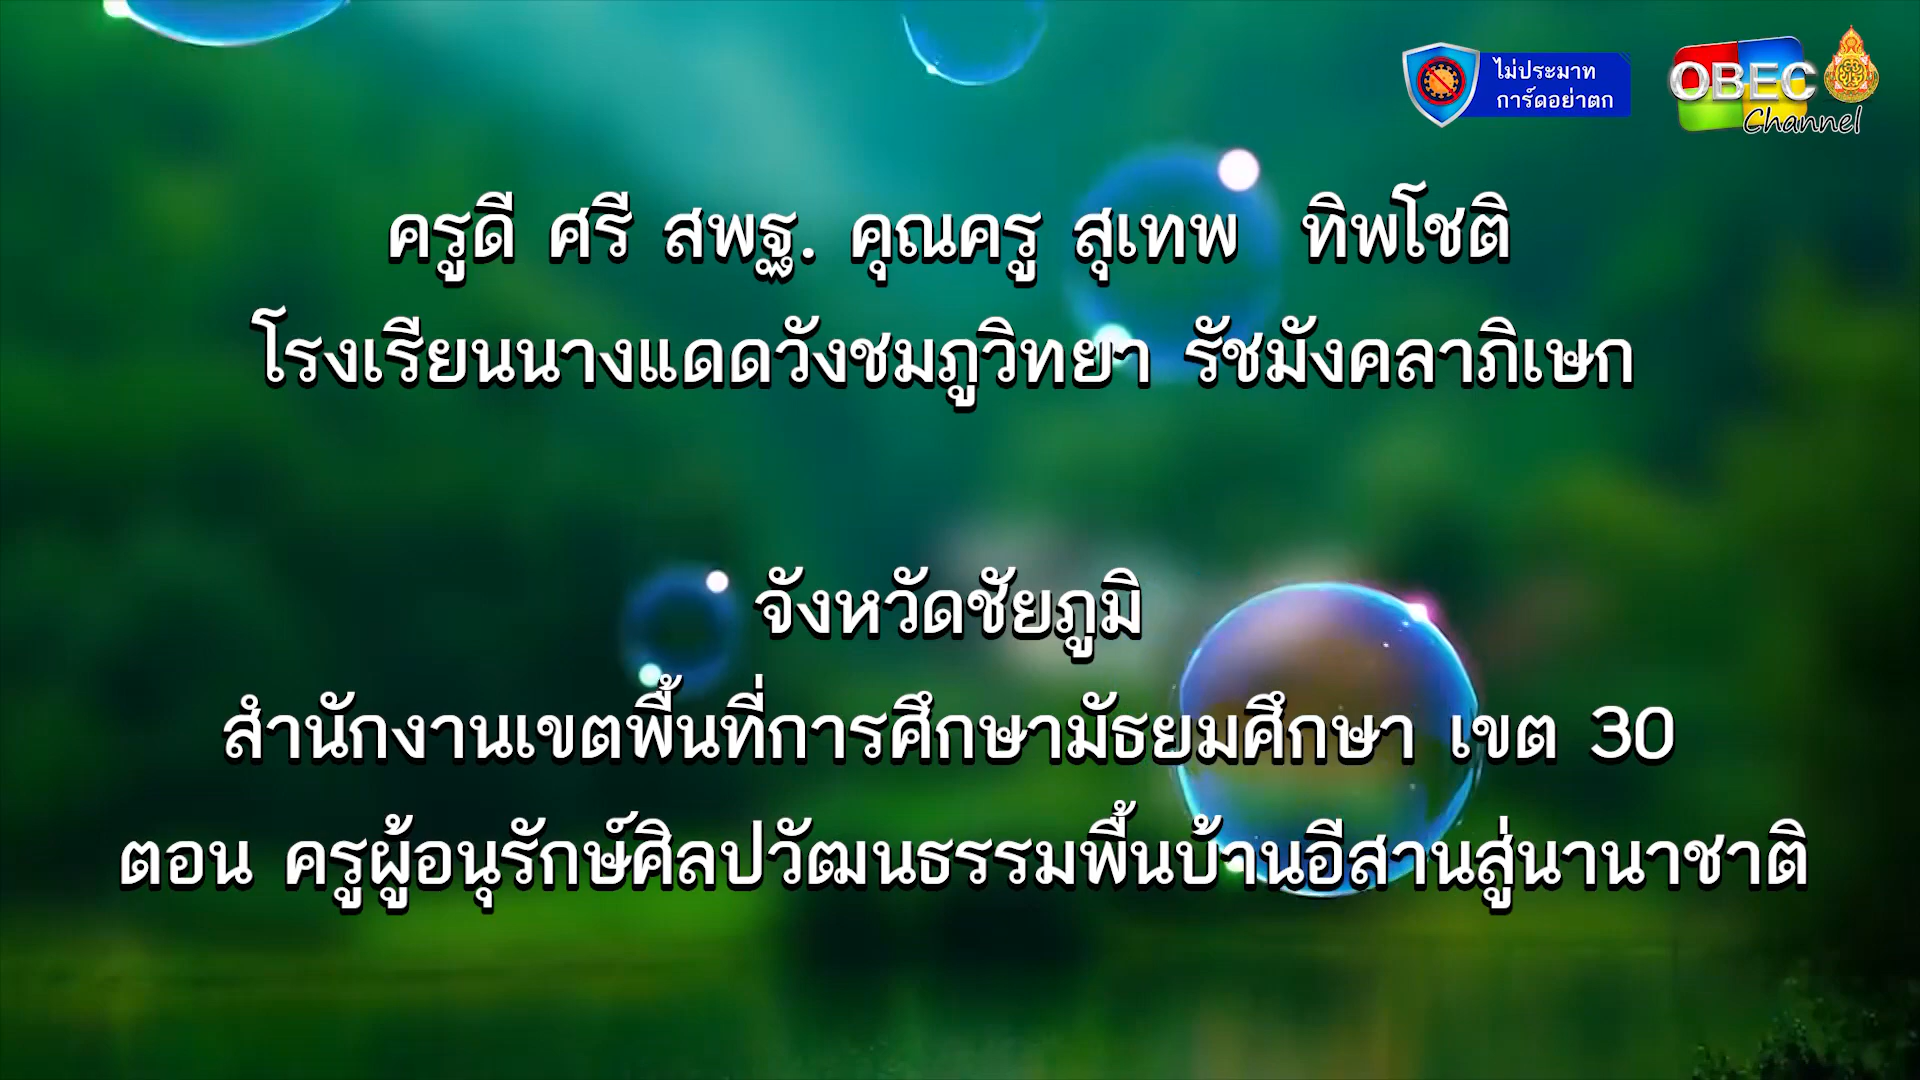 ไม่ประมาท
การ์ดอย่าตก
OBEC
Channel
ครูดี ศรี สพฐ. คุณครู สุเทพ ทิพโชติ
โรงเรียนนางแดดวังชมภูวิทยา รัชมังคลาภิเษก
จังหวัดชัยภูมิ
สำนักงานเขตพื้นที่การศึกษามัธยมศึกษา เขต 30
ตอน ครูผู้อนุรักษ์ศิลปวัฒนธรรมพื้นบ้านอีสานสู่นานาชาติ